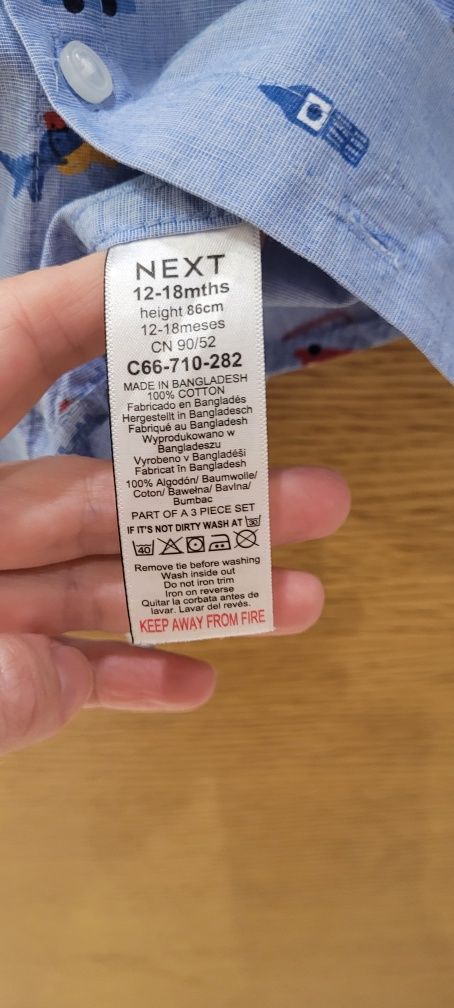 NEXT
12-18mths
height 86cm
12-18meses
CN 90/52
C66-710-282
MADE IN BANGLADESH
100% COTTON
Fabricado en Bangladés
Hergestellt in Bangladesch
Fabriqué au Bangladesh
Wyprodukowano w
Bangladeszu
Vyrobeno v Bangladéši
Fabricat în Bangladesh
100% Algodón/ Baumwolle/
Coton/ Bawełna/ Bavlna/
Bumbac
PART OF A 3 PIECE SET
IF IT'S NOT DIRTY WASH AT 30
40
Remove tie before washing
Wash inside out
Do not iron trim
Iron on reverse
Quitar la corbata antes de
lavar. Lavar del revés.
KEEP AWAY FROM FIRE